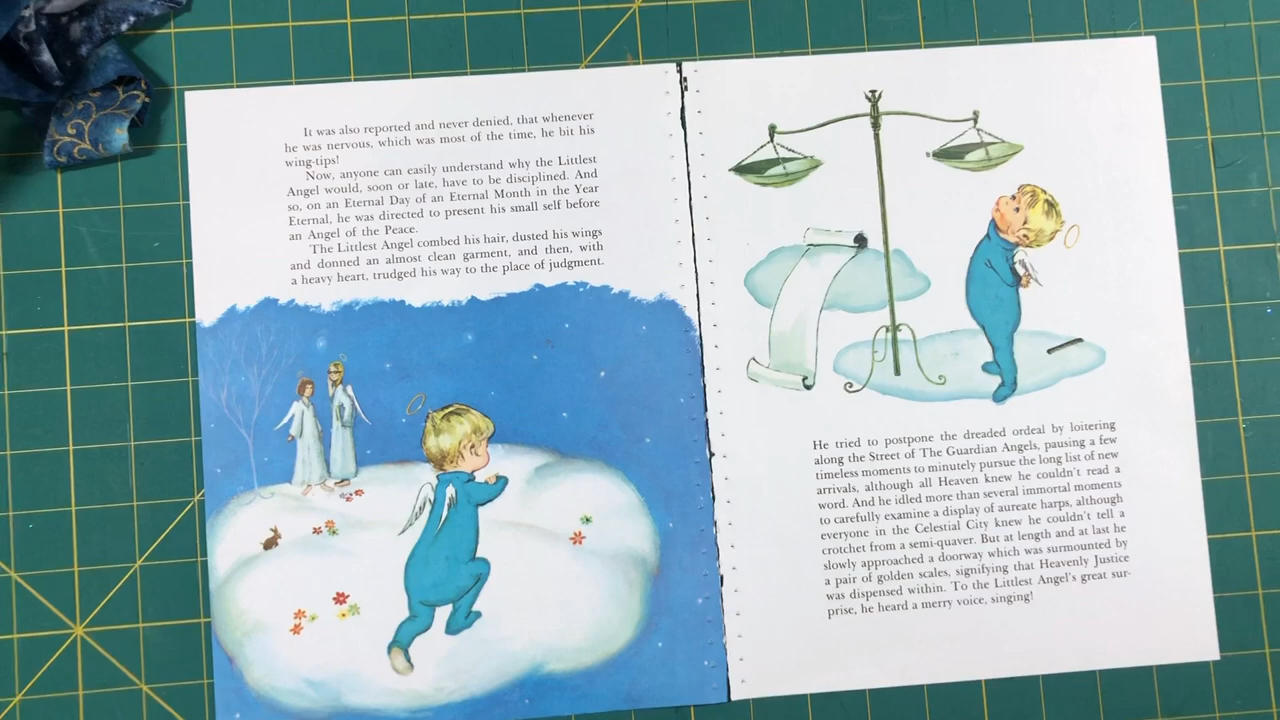 It was also reported and never denied, that whenever
he was nervous, which was most of the time, he bit his
wing-tips!
Now, anyone can easily understand why the Littlest
Angel would, soon or late, have to be disciplined. And
so, on an Eternal Day of an Eternal Month in the Year
Eternal, he was directed to present his small self before
an Angel of the Peace.
The Littlest Angel combed his hair, dusted his wings
and donned an almost clean garment, and then, with
a heavy heart, trudged his way to the place of judgment.
He tried to postpone the dreaded ordeal by loitering
along the Street of The Guardian Angels, pausing a few
timeless moments to minutely pursue the long list of new
arrivals, although all Heaven knew he couldn't read a
word. And he idled more than several immortal moments
to carefully examine a display of aureate harps, although
everyone in the Celestial City knew he couldn't tell a
crotchet from a semi-quaver. But at length and at last he
slowly approached a doorway which was surmounted by
a pair of golden scales, signifying that Heavenly Justice
was dispensed within. To the Littlest Angel's great sur-
prise, he heard a merry voice, singing!